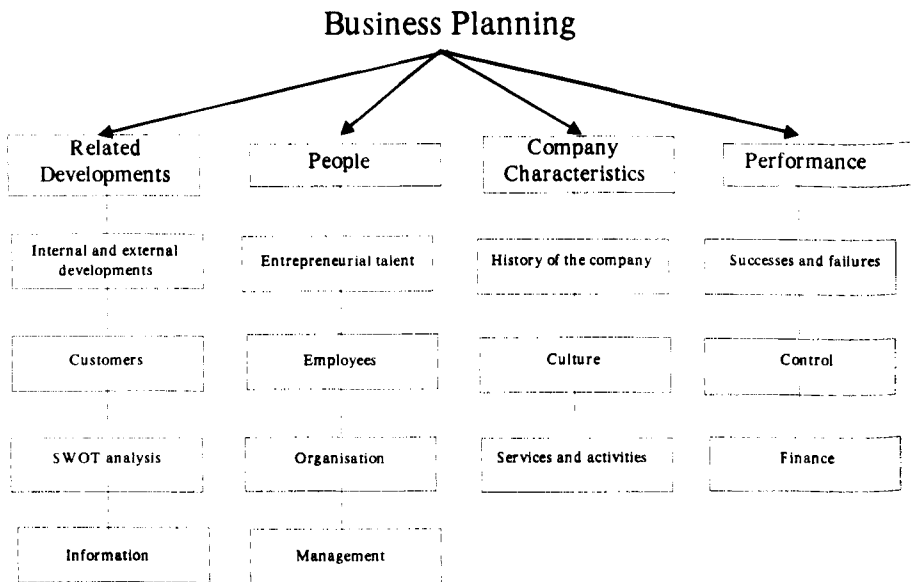 Business Planning
Related
Developments
People
Company
Characteristics
Performance
Internal and external
developments
Entrepreneurial talent
History of the company
Successes and failures
Customers
Employees
Culture
Control
SWOT analysis
Organisation
Services and activities
Finance
Information
Management